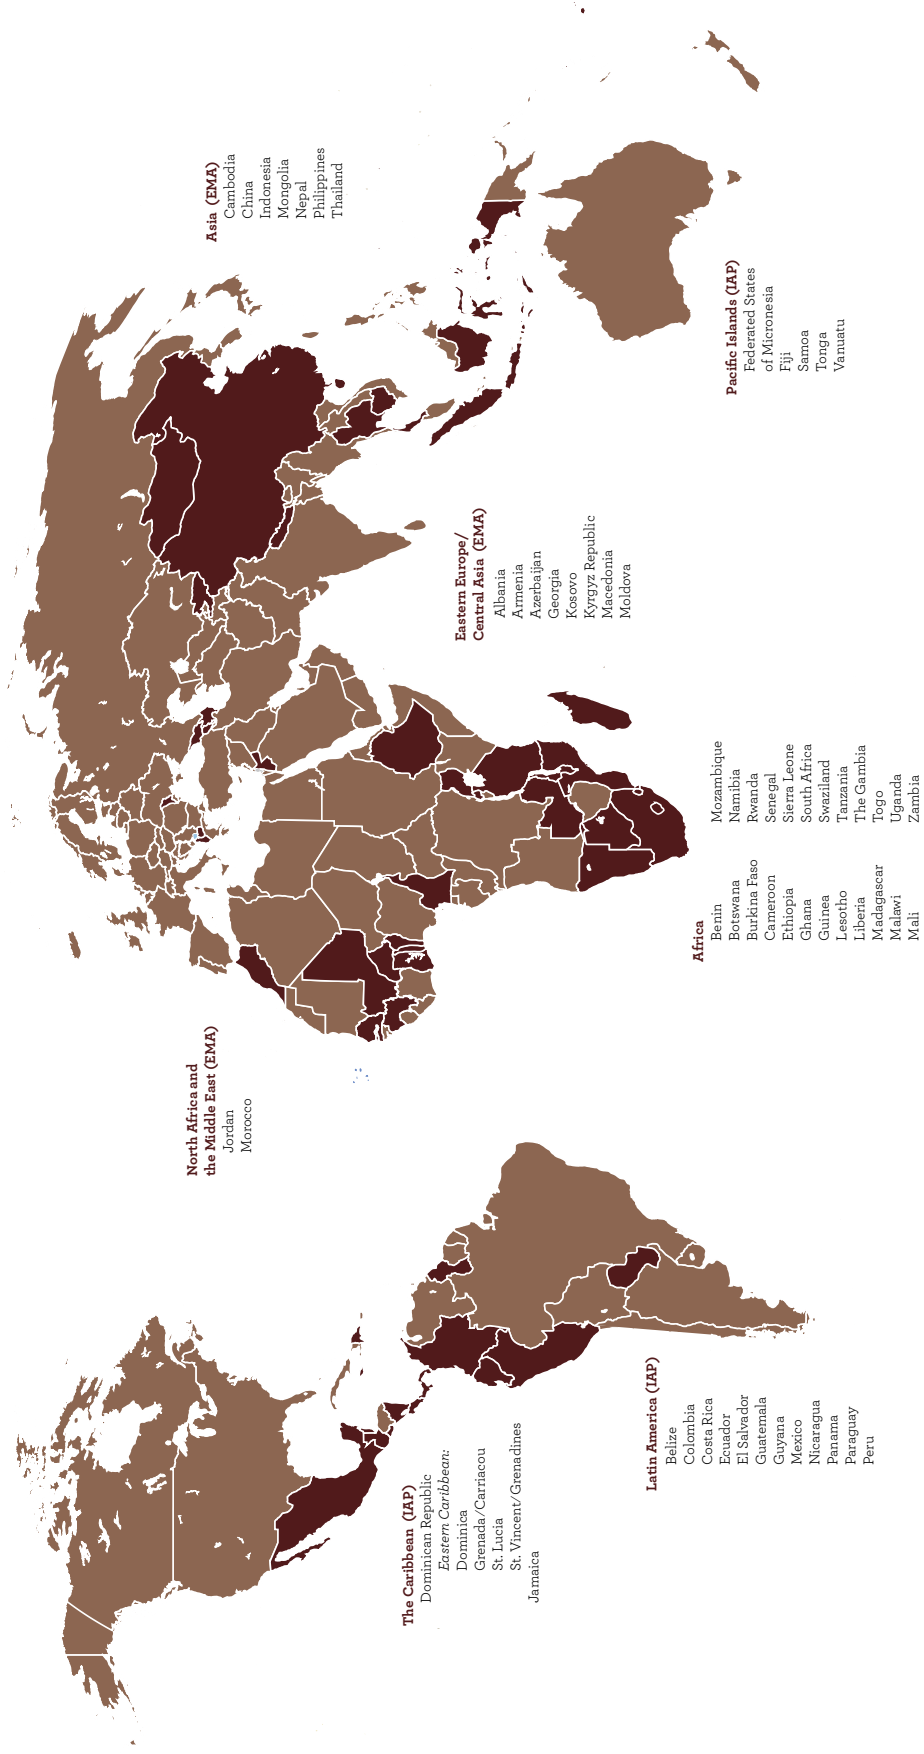 The Caribbean (IAP)
Dominican Republic
Eastern Caribbean:
Dominica
Grenada/Carriacou
St. Lucia
St. Vincent/Grenadines
Jamaica
Latin America (IAP)
Belize
Colombia
Costa Rica
Ecuador
El Salvador
Guatemala
Guyana
Mexico
Nicaragua
Panama
Paraguay
Peru
North Africa and
the Middle East (EMA)
Jordan
Morocco
Africa
Benin
Botswana
Burkina Faso
Cameroon
Ethiopia
Ghana
Guinea
Lesotho
Liberia
Madagascar
Malawi
Mali
Mozambique
Namibia
Rwanda
Senegal
Sierra Leone
South Africa
Swaziland
Tanzania
The Gambia
Togo
Uganda
Zambia
Eastern Europe/
Central Asia (EMA)
Albania
Armenia
Azerbaijan
Georgia
Kosovo
Kyrgyz Republic
Macedonia
Moldova
Asia (EMA)
Cambodia
China
Indonesia
Mongolia
Nepal
Philippines
Thailand
Pacific Islands (IAP)
Federated States
of Micronesia
Fiji
Samoa
Tonga
Vanuatu